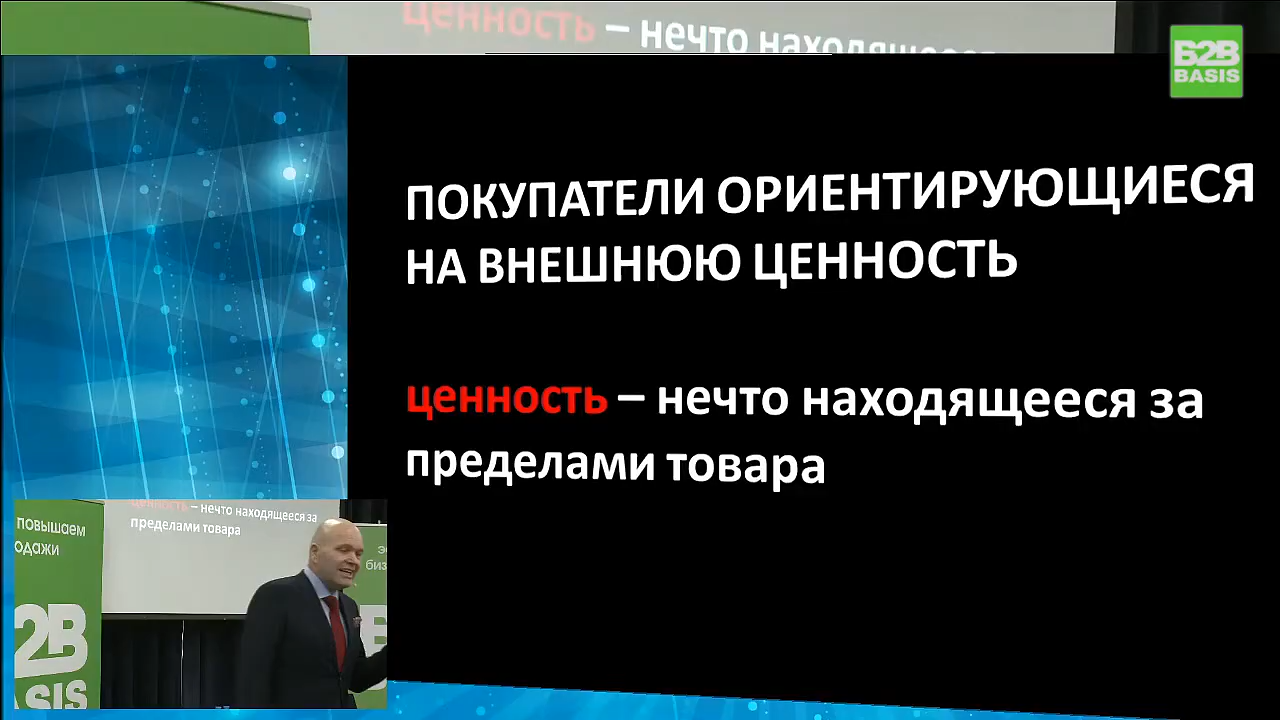 ценность – нечто находящееся
Б2В
BASIS
ПОКУПАТЕЛИ ОРИЕНТИРУЮЩИЕСЯ
НА ВНЕШНЮЮ ЦЕННОСТЬ
ценность – нечто находящееся за
пределами товара
ценность – нечто находящееся за
пределами товара
повышаем
одажи
2B
ASIS